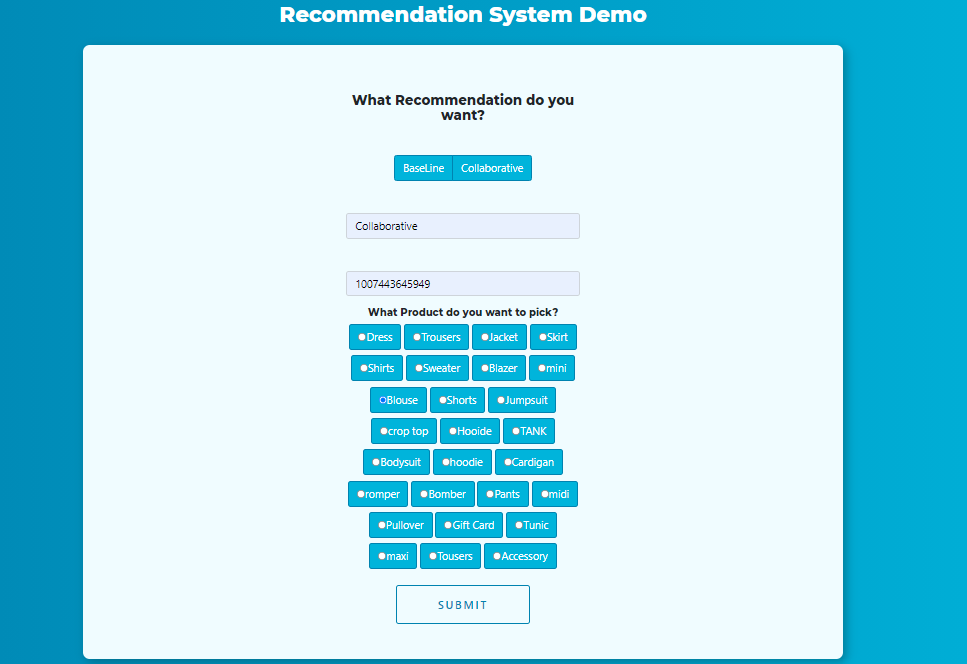 Recommendation System Demo
What Recommendation do you
want?
BaseLine Collaborative
Collaborative
1007443645949
What Product do you want to pick?
Dress Trousers Jacket Skirt
Shirts Sweater Blazer mini
Blouse Shorts Jumpsuit
crop top Hooide TANK
Bodysuit hoodie Cardigan
romper Bomber Pants midi
Pullover Gift Card Tunic
maxi Tousers Accessory
SUBMIT